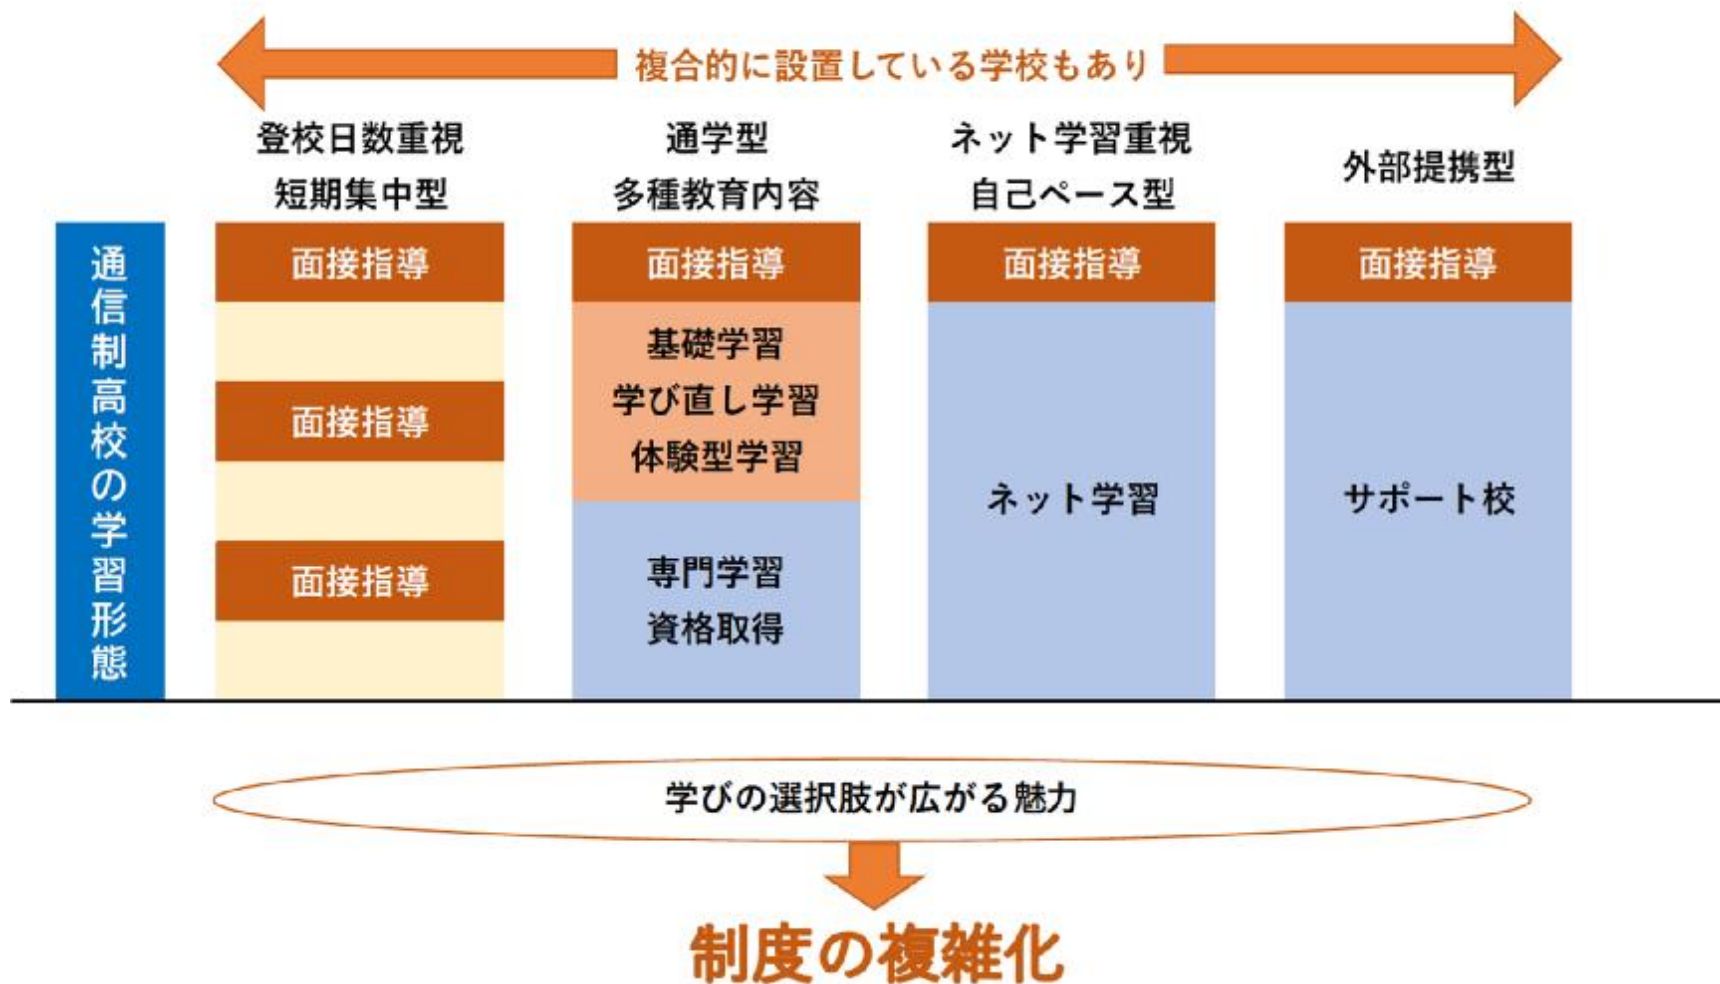 複合的に設置している学校もあり
登校日数重視
短期集中型
通学型
多種教育内容
ネット学習重視
自己ペース型
外部提携型
通信制高校の学習形態
面接指導
面接指導
面接指導
面接指導
基礎学習
学び直し学習
体験型学習
専門学習
資格取得
面接指導
ネット学習
面接指導
サポート校
学びの選択肢が広がる魅力
制度の複雑化